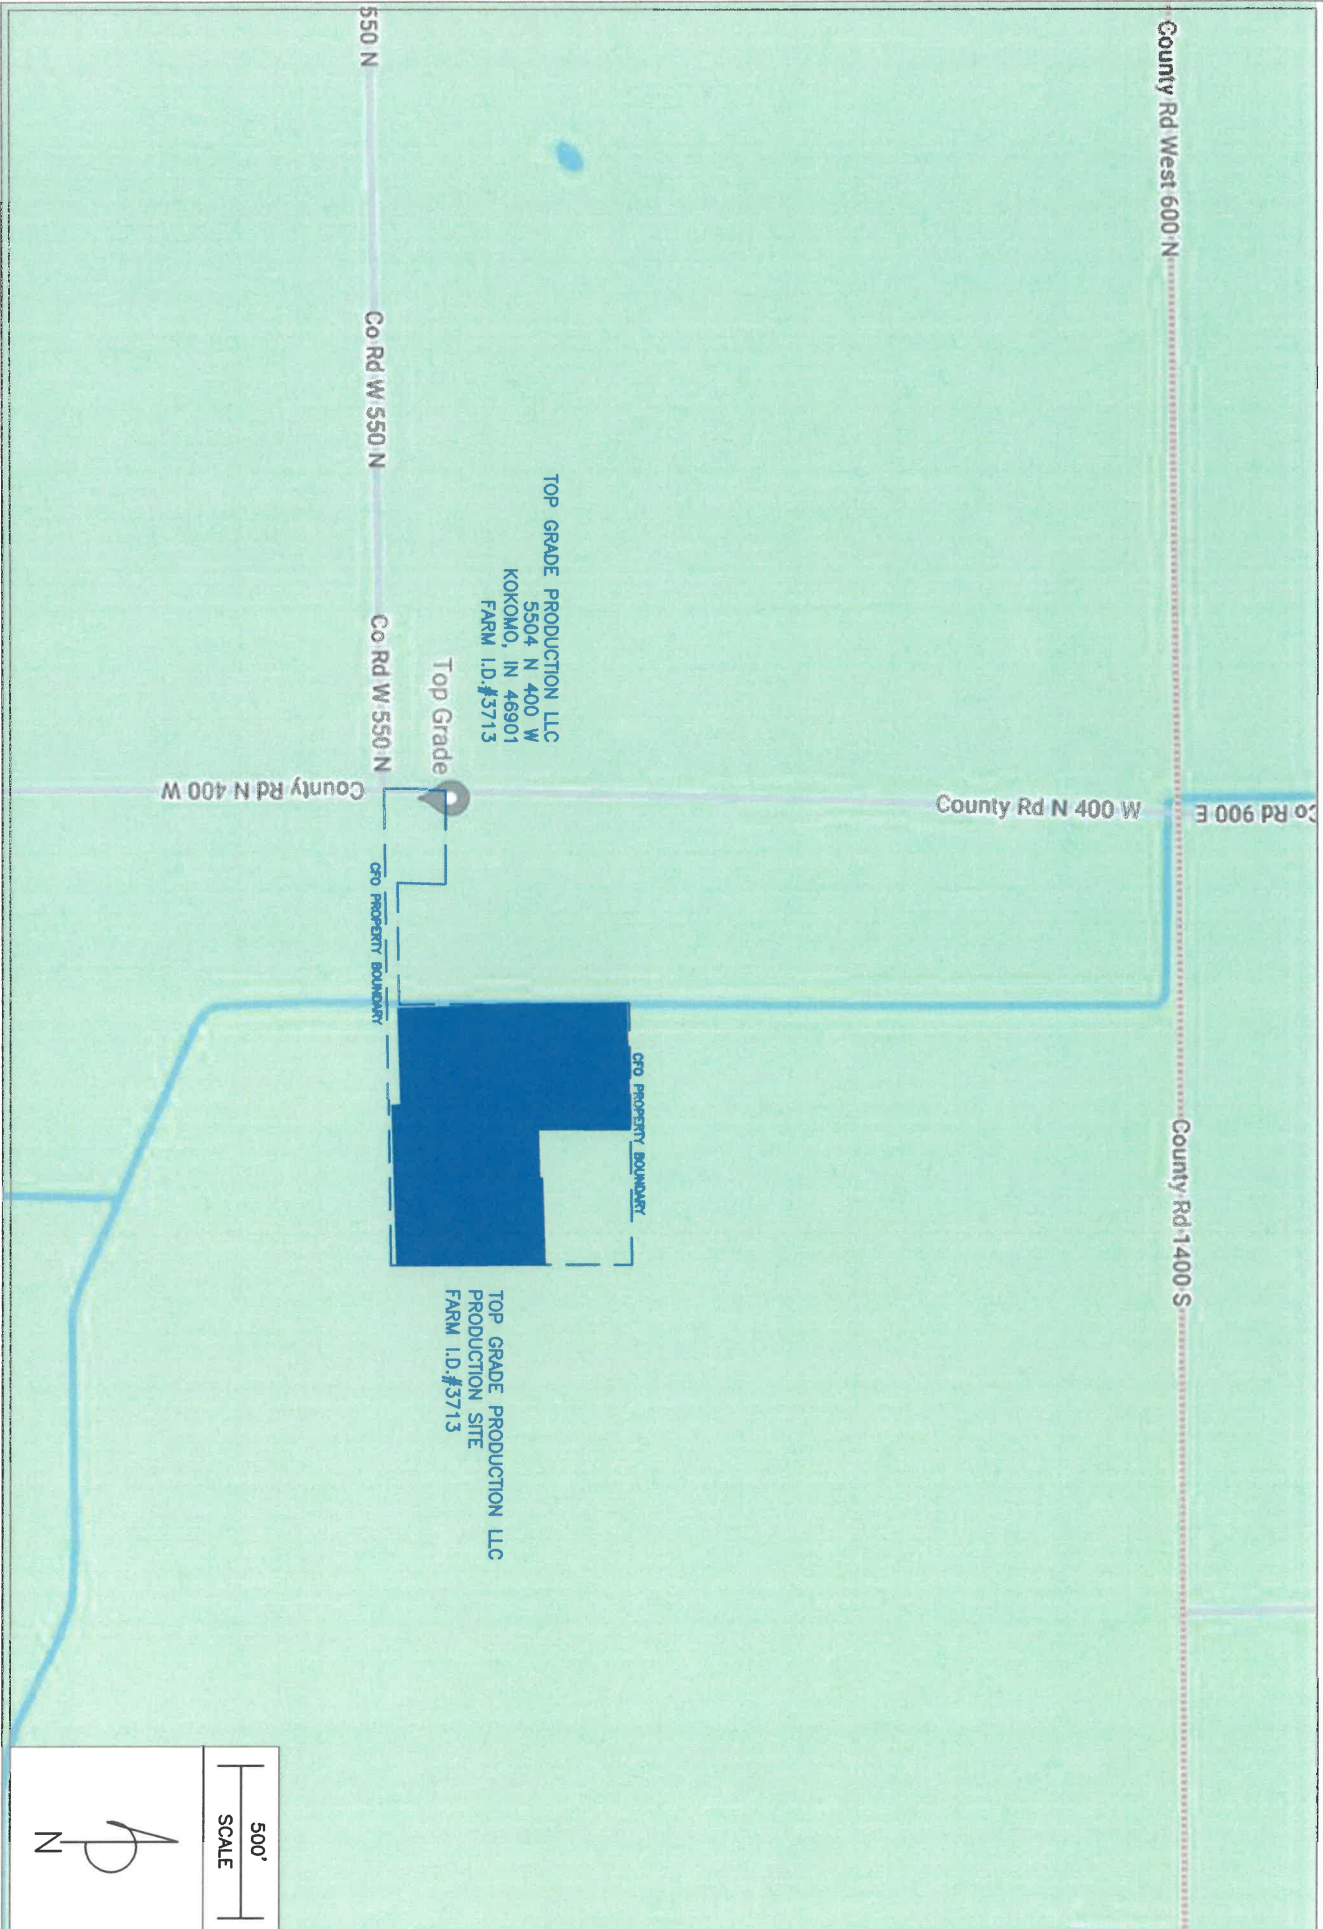 County Rd West 600 N
County Rd 1400 S
Co Rd 900 E
County Rd N 400 W
TOP GRADE PRODUCTION LLC
5504 N 400 W
KOKOMO, IN 46901
FARM I.D.#3713
Top Grade
CFO PROPERTY BOUNDARY
TOP GRADE PRODUCTION LLC
PRODUCTION SITE
FARM I.D.#3713
550 N
Co Rd W 550 N
Co Rd W 550 N
CFO PROPERTY BOUNDARY
County Rd N 400 W
500'
SCALE
N